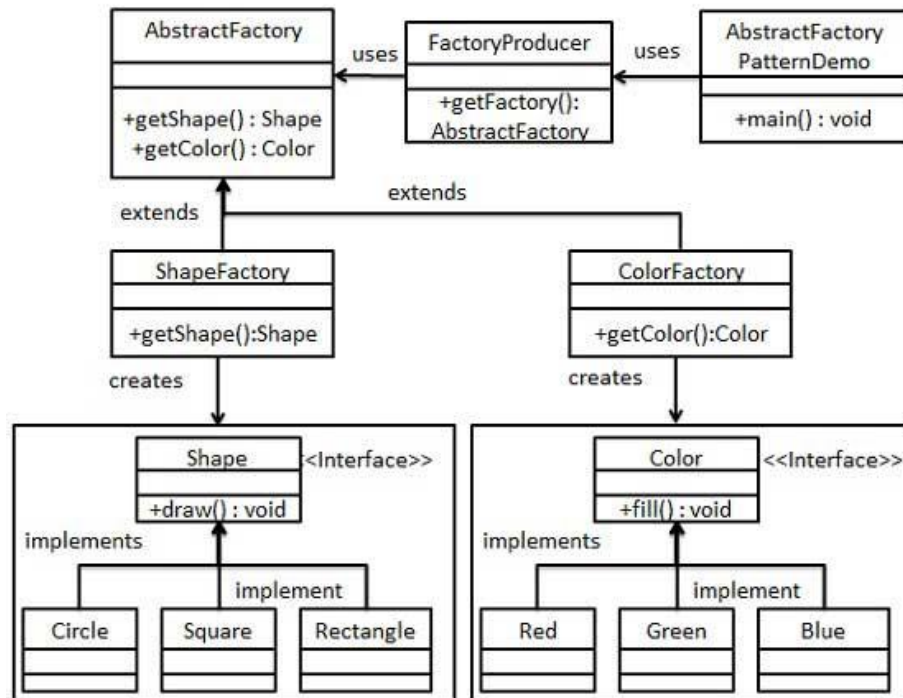 AbstractFactory
+getShape() : Shape
+getColor() : Color
uses
FactoryProducer
+getFactory():
AbstractFactory
uses
AbstractFactory
PatternDemo
+main() : void
extends
extends
ShapeFactory
+getShape():Shape
ColorFactory
+getColor():Color
creates
creates
Shape
<<Interface>>
+draw() : void
implements
implement
Circle
Square
Rectangle
Color
<<Interface>>
+fill() : void
implements
implement
Red
Green
Blue